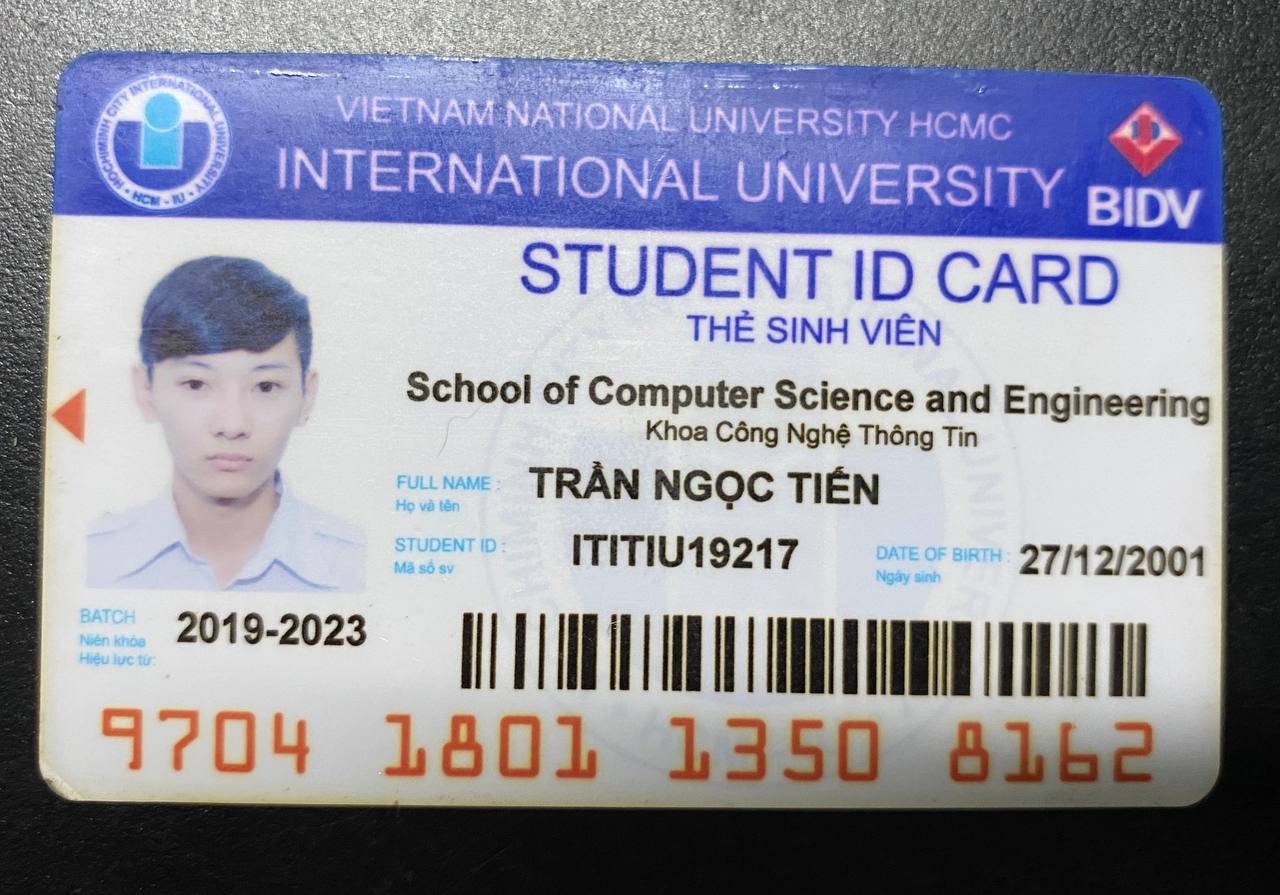 HOCHIMINH CITY INTERNATIONAL UNIVERSITY
HCM - IU
VIETNAM NATIONAL UNIVERSITY HCMC
INTERNATIONAL UNIVERSITY
BIDV
STUDENT ID CARD
THẺ SINH VIÊN
School of Computer Science and Engineering
Khoa Công Nghệ Thông Tin
FULL NAME : TRẦN NGỌC TIẾN
Họ và tên
STUDENT ID : ITITIU19217 DATE OF BIRTH : 27/12/2001
Mã số sv Ngày sinh
BATCH 2019-2023
Niên khóa
Hiệu lực từ:
9704 1801 1350 8162